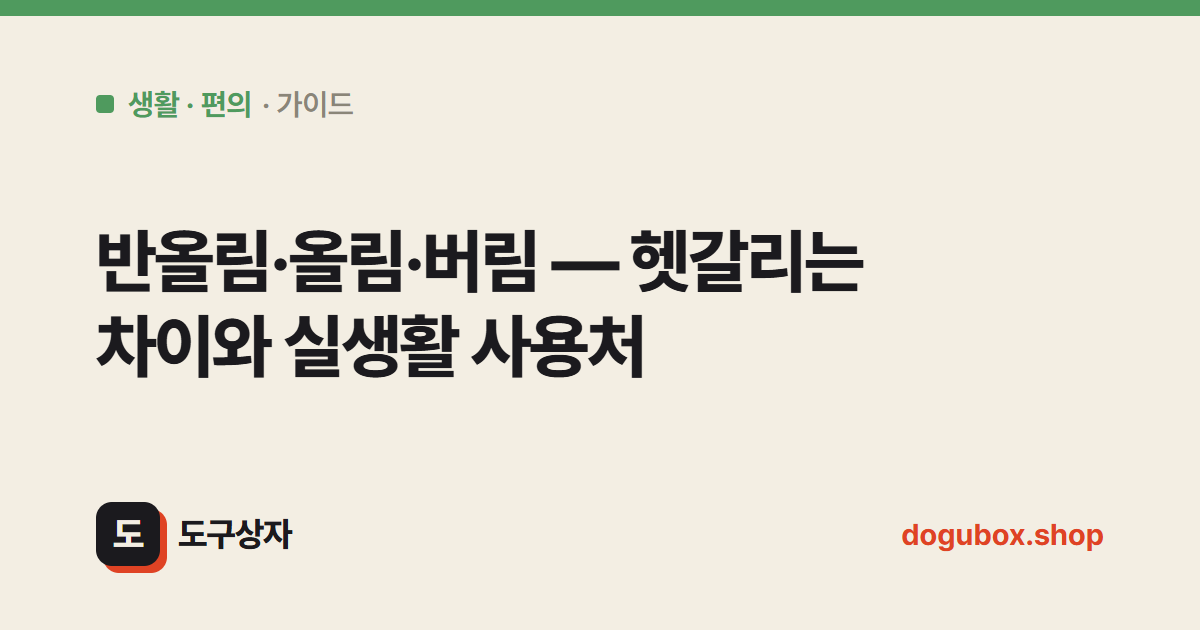 생활 · 편의 · 가이드
반올림·올림·버림 — 헷갈리는
차이와 실생활 사용처
도 도구상자
dogubox.shop